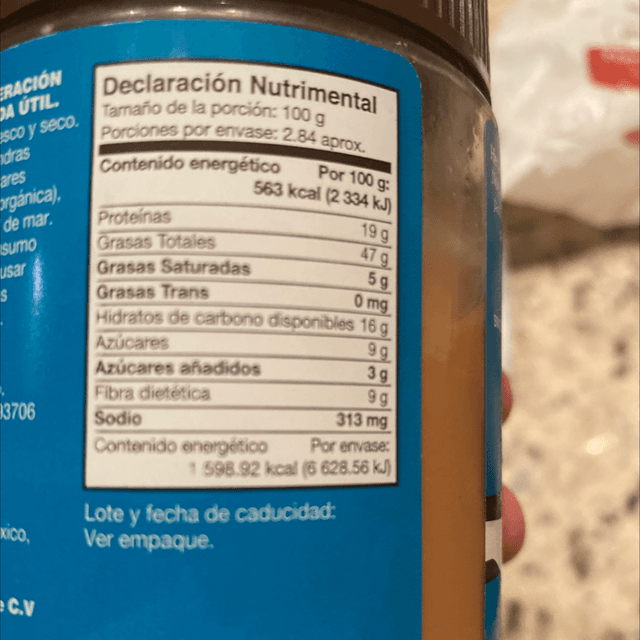 ERACIÓN
DA ÚTIL.
esco y seco.
ndras
ares
orgánica),
de mar.
nsumo
usar
s
03706
xico,
e C.V
Declaración Nutrimental
Tamaño de la porción: 100 g
Porciones por envase: 2.84 aprox.
Contenido energético Por 100 g:
563 kcal (2 334 kJ)
Proteínas 19 g
Grasas Totales 47 g
Grasas Saturadas 5 g
Grasas Trans 0 mg
Hidratos de carbono disponibles 16 g
Azúcares 9 g
Azúcares añadidos 3 g
Fibra dietética 9 g
Sodio 313 mg
Contenido energético Por envase:
1 598.92 kcal (6 628.56 kJ)
Lote y fecha de caducidad:
Ver empaque.